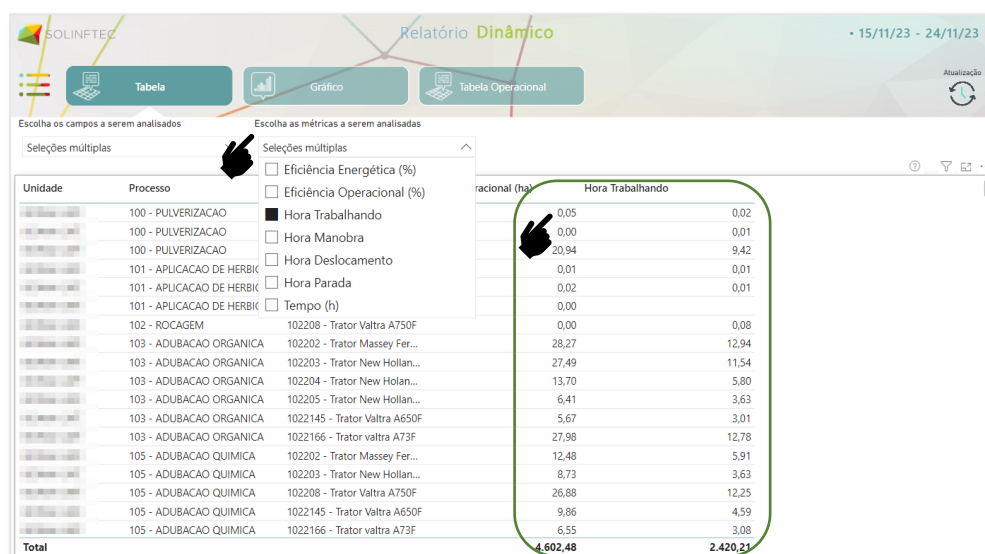 SOLINFTEC
Relatório Dinâmico
• 15/11/23 - 24/11/23
Tabela
Gráfico
Tabela Operacional
Atualização
Escolha os campos a serem analisados
Escolha as métricas a serem analisadas
Seleções múltiplas
Seleções múltiplas
Eficiência Energética (%)
Eficiência Operacional (%)
Hora Trabalhando
Hora Manobra
Hora Deslocamento
Hora Parada
Tempo (h)
Unidade Processo racional (ha) Hora Trabalhando
100 - PULVERIZACAO 0,05 0,02
100 - PULVERIZACAO 0,00 0,01
100 - PULVERIZACAO 20,94 9,42
101 - APLICACAO DE HERBIC 0,01 0,01
101 - APLICACAO DE HERBIC 0,02 0,01
101 - APLICACAO DE HERBIC 0,00
102 - ROCAGEM 102208 - Trator Valtra A750F 0,00 0,08
103 - ADUBACAO ORGANICA 102202 - Trator Massey Fer... 28,27 12,94
103 - ADUBACAO ORGANICA 102203 - Trator New Hollan... 27,49 11,54
103 - ADUBACAO ORGANICA 102204 - Trator New Holan... 13,70 5,80
103 - ADUBACAO ORGANICA 102205 - Trator New Hollan... 6,41 3,63
103 - ADUBACAO ORGANICA 1022145 - Trator Valtra A650F 5,67 3,01
103 - ADUBACAO ORGANICA 1022166 - Trator valtra A73F 27,98 12,78
105 - ADUBACAO QUIMICA 102202 - Trator Massey Fer... 12,48 5,91
105 - ADUBACAO QUIMICA 102203 - Trator New Hollan... 8,73 3,63
105 - ADUBACAO QUIMICA 102208 - Trator Valtra A750F 26,88 12,25
105 - ADUBACAO QUIMICA 1022145 - Trator Valtra A650F 9,86 4,59
105 - ADUBACAO QUIMICA 1022166 - Trator valtra A73F 6,55 3,08
Total 4.602,48 2.420,21